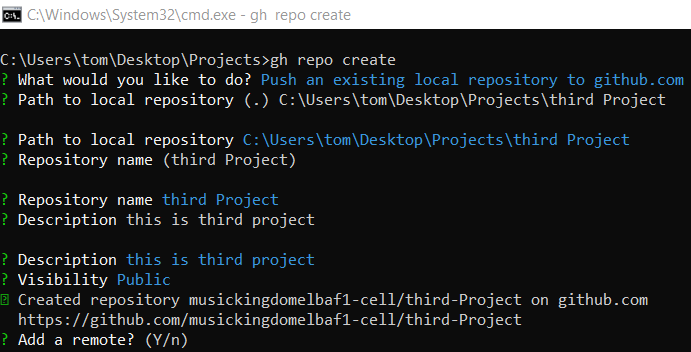 C:\Windows\System32\cmd.exe - gh  repo create
C:\Users\tom\Desktop\Projects>gh repo create
? What would you like to do? Push an existing local repository to github.com
? Path to local repository (.) C:\Users\tom\Desktop\Projects\third Project
? Path to local repository C:\Users\tom\Desktop\Projects\third Project
? Repository name (third Project)
? Repository name third Project
? Description this is third project
? Description this is third project
? Visibility Public
Created repository musickingdomelbaf1-cell/third-Project on github.com
https://github.com/musickingdomelbaf1-cell/third-Project
? Add a remote? (Y/n)